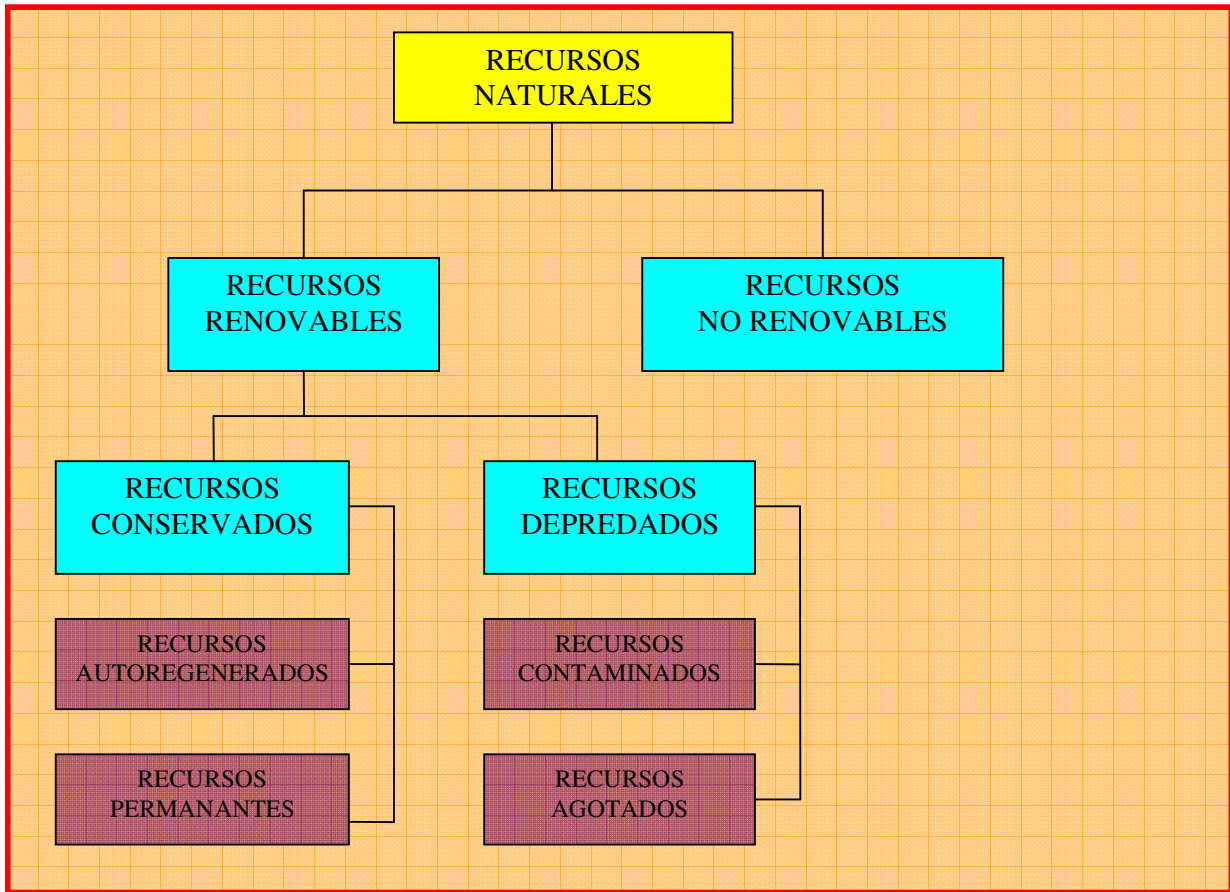 RECURSOS
NATURALES
RECURSOS
RENOVABLES
RECURSOS
NO RENOVABLES
RECURSOS
CONSERVADOS
RECURSOS
DEPREDADOS
RECURSOS
AUTOREGENERADOS
RECURSOS
CONTAMINADOS
RECURSOS
PERMANANTES
RECURSOS
AGOTADOS